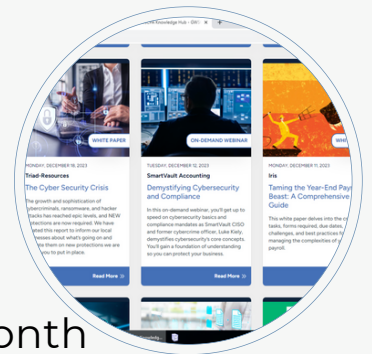 Knowledge Hub -
WHITE PAPER
MONDAY, DECEMBER 18, 2023
Triad-Resources
The Cyber Security Crisis
The growth and sophistication of
cybercriminals, ransomware, and hacker
attacks has reached epic levels, and NEW
protections are now required. We have
created this report to inform our local
businesses about what's going on and
educate them on new protections we are
you to put in place.
Read More »
ON-DEMAND WEBINAR
TUESDAY, DECEMBER 12, 2023
SmartVault Accounting
Demystifying Cybersecurity
and Compliance
In this on-demand webinar, you'll get up to
speed on cybersecurity basics and
compliance mandates as SmartVault CISO
and former cybercrime officer, Luke Kiely,
demystifies cybersecurity's core concepts.
You'll gain a foundation of understanding
so you can protect your business.
Read More »
WHI
MONDAY, DECEMBER 11, 2023
Iris
Taming the Year-End Pay
Beast: A Comprehensive
Guide
This white paper delves into the
tasks, forms required, due dates,
challenges, and best practices
managing the complexities of
payroll.
onth